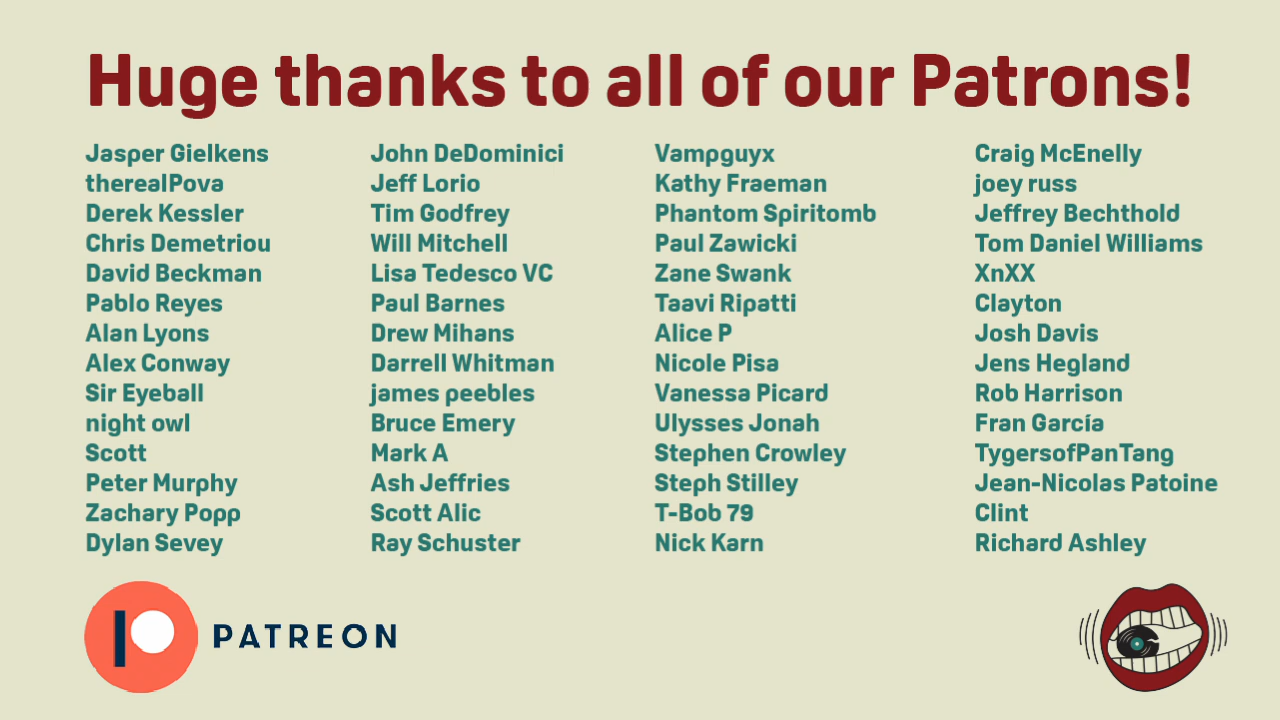 Huge thanks to all of our Patrons!
Jasper Gielkens
therealPova
Derek Kessler
Chris Demetriou
David Beckman
Pablo Reyes
Alan Lyons
Alex Conway
Sir Eyeball
night owl
Scott
Peter Murphy
Zachary Popp
Dylan Sevey
John DeDominici
Jeff Lorio
Tim Godfrey
Will Mitchell
Lisa Tedesco VC
Paul Barnes
Drew Mihans
Darrell Whitman
james peebles
Bruce Emery
Mark A
Ash Jeffries
Scott Alic
Ray Schuster
Vampguyx
Kathy Fraeman
Phantom Spiritomb
Paul Zawicki
Zane Swank
Taavi Ripatti
Alice P
Nicole Pisa
Vanessa Picard
Ulysses Jonah
Stephen Crowley
Steph Stilley
T-Bob 79
Nick Karn
Craig McEnelly
joey russ
Jeffrey Bechthold
Tom Daniel Williams
XnXX
Clayton
Josh Davis
Jens Hegland
Rob Harrison
Fran García
TygersofPanTang
Jean-Nicolas Patoine
Clint
Richard Ashley
PATREON